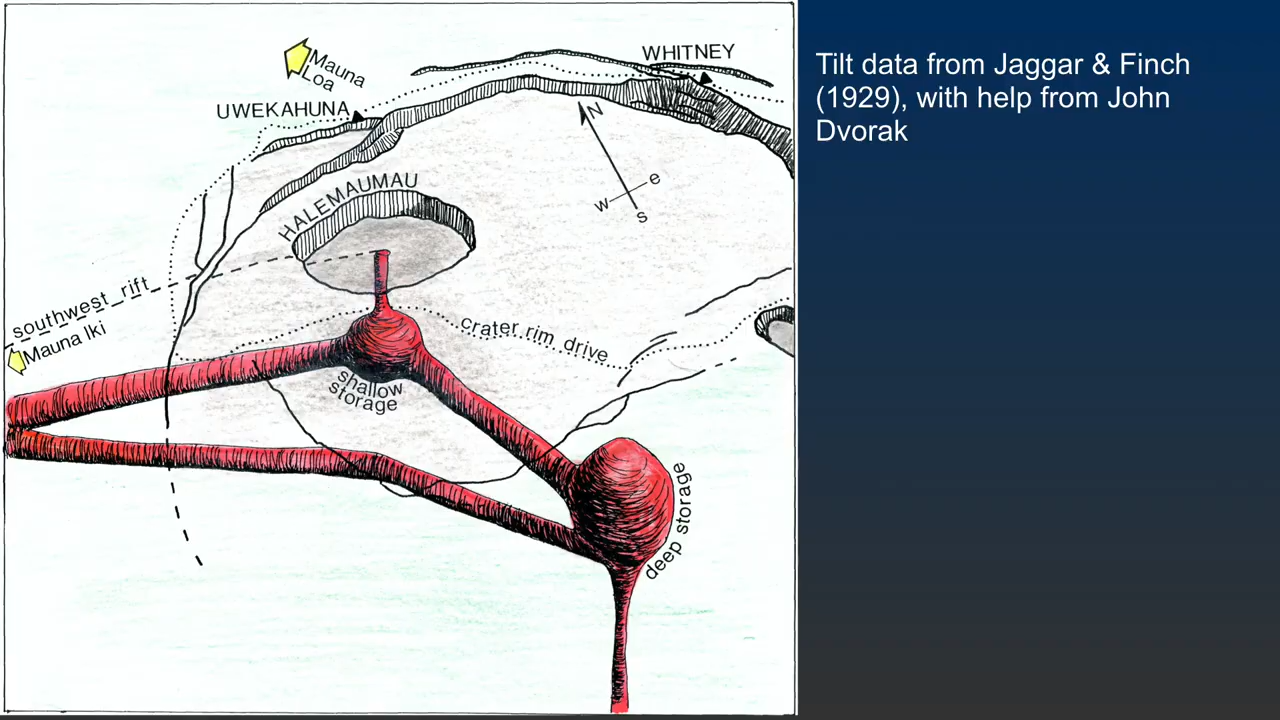 Mauna
Loa
WHITNEY
UWEKAHUNA
N
HALEMAUMAU
w
e
s
southwest rift
Mauna Iki
crater rim drive
shallow
storage
deep storage
Tilt data from Jaggar & Finch
(1929), with help from John
Dvorak